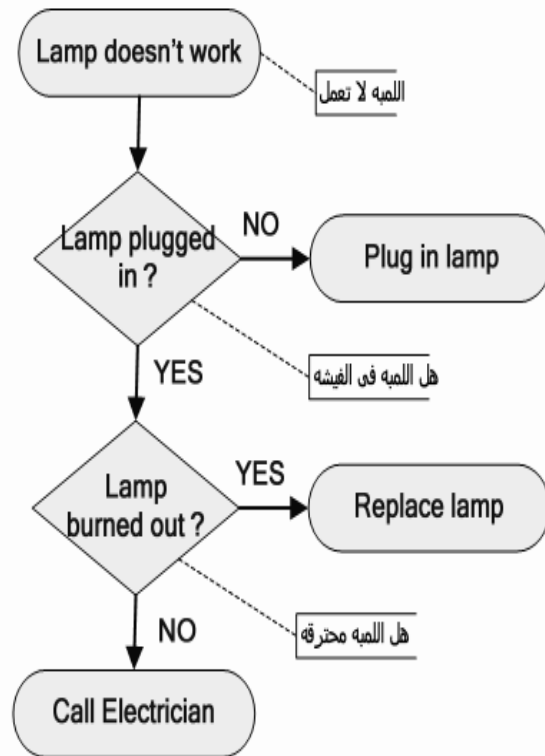 Lamp doesn't work
اللمبه لا تعمل
Lamp plugged
in ?
NO
Plug in lamp
هل اللمبه فى الفيشه
YES
Lamp
burned out ?
YES
Replace lamp
هل اللمبه محترقه
NO
Call Electrician